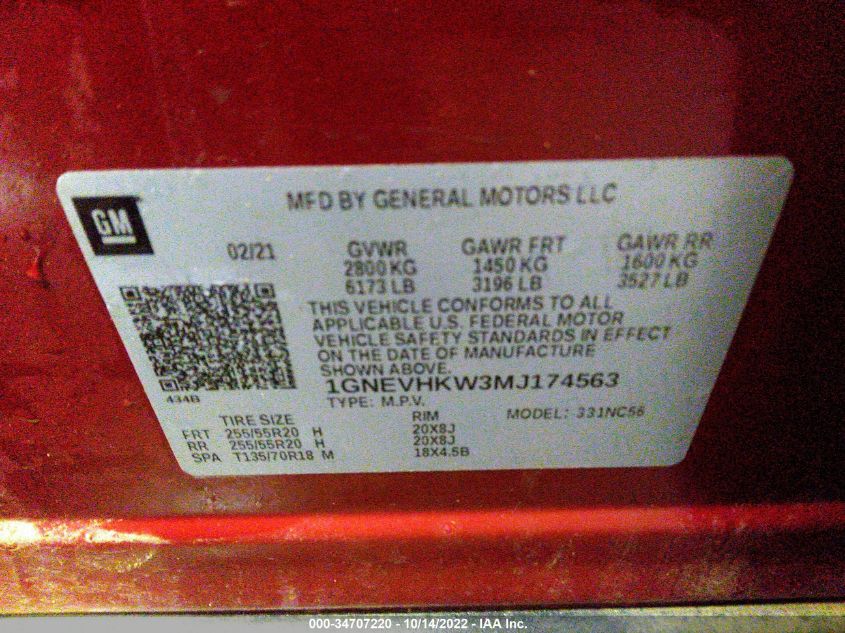 GM
MFD BY GENERAL MOTORS LLC
02/21 GVWR GAWR FRT GAWR RR
2800 KG 1450 KG 1600 KG
6173 LB 3196 LB 3527 LB
THIS VEHICLE CONFORMS TO ALL
APPLICABLE U.S. FEDERAL MOTOR
VEHICLE SAFETY STANDARDS IN EFFECT
ON THE DATE OF MANUFACTURE
SHOWN ABOVE.
434B
1GNEVHKW3MJ174563
TYPE: M.P.V. MODEL: 331NC56
TIRE SIZE RIM
FRT 255/55R20 H 20X8J
RR 255/55R20 H 20X8J
SPA T135/70R18 M 18X4.5B
000-34707220 - 10/14/2022 - IAA Inc.